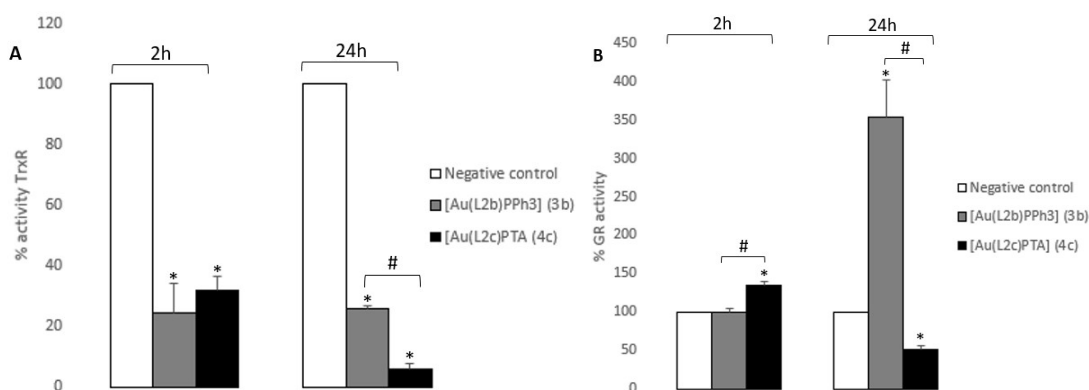 A
% activity TrxR
120
100
80
60
40
20
0
2h
24h
*
*
*
#
*
Negative control
[Au(L2b)PPh3] (3b)
[Au(L2c)PTA (4c)
B
% GR activity
450
400
350
300
250
200
150
100
50
0
2h
24h
#
*
*
#
*
Negative control
[Au(L2b)PPh3] (3b)
[Au(L2c)PTA] (4c)